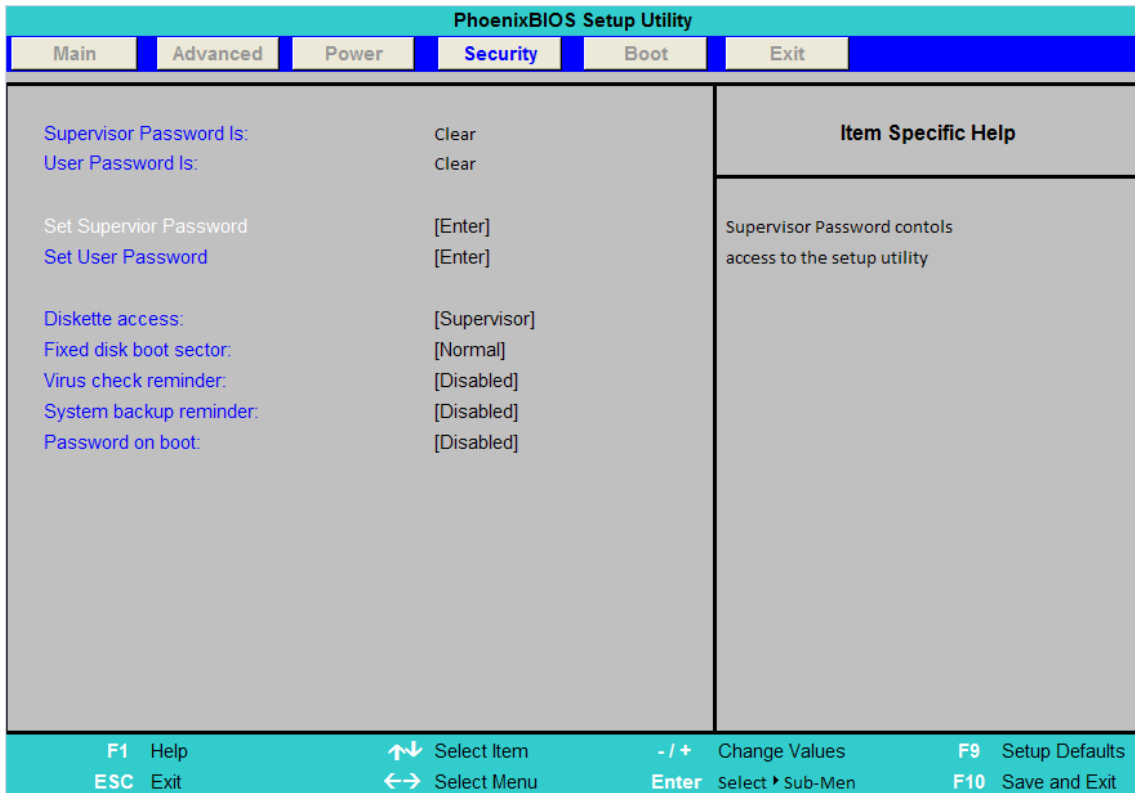 PhoenixBIOS Setup Utility
Main Advanced Power Security Boot Exit
Supervisor Password Is: Clear
User Password Is: Clear
Set Supervior Password [Enter]
Set User Password [Enter]
Diskette access: [Supervisor]
Fixed disk boot sector: [Normal]
Virus check reminder: [Disabled]
System backup reminder: [Disabled]
Password on boot: [Disabled]
Item Specific Help
Supervisor Password contols
access to the setup utility
F1 Help ↑↓ Select Item - / + Change Values F9 Setup Defaults
ESC Exit ←→ Select Menu Enter Select ▸ Sub-Men F10 Save and Exit